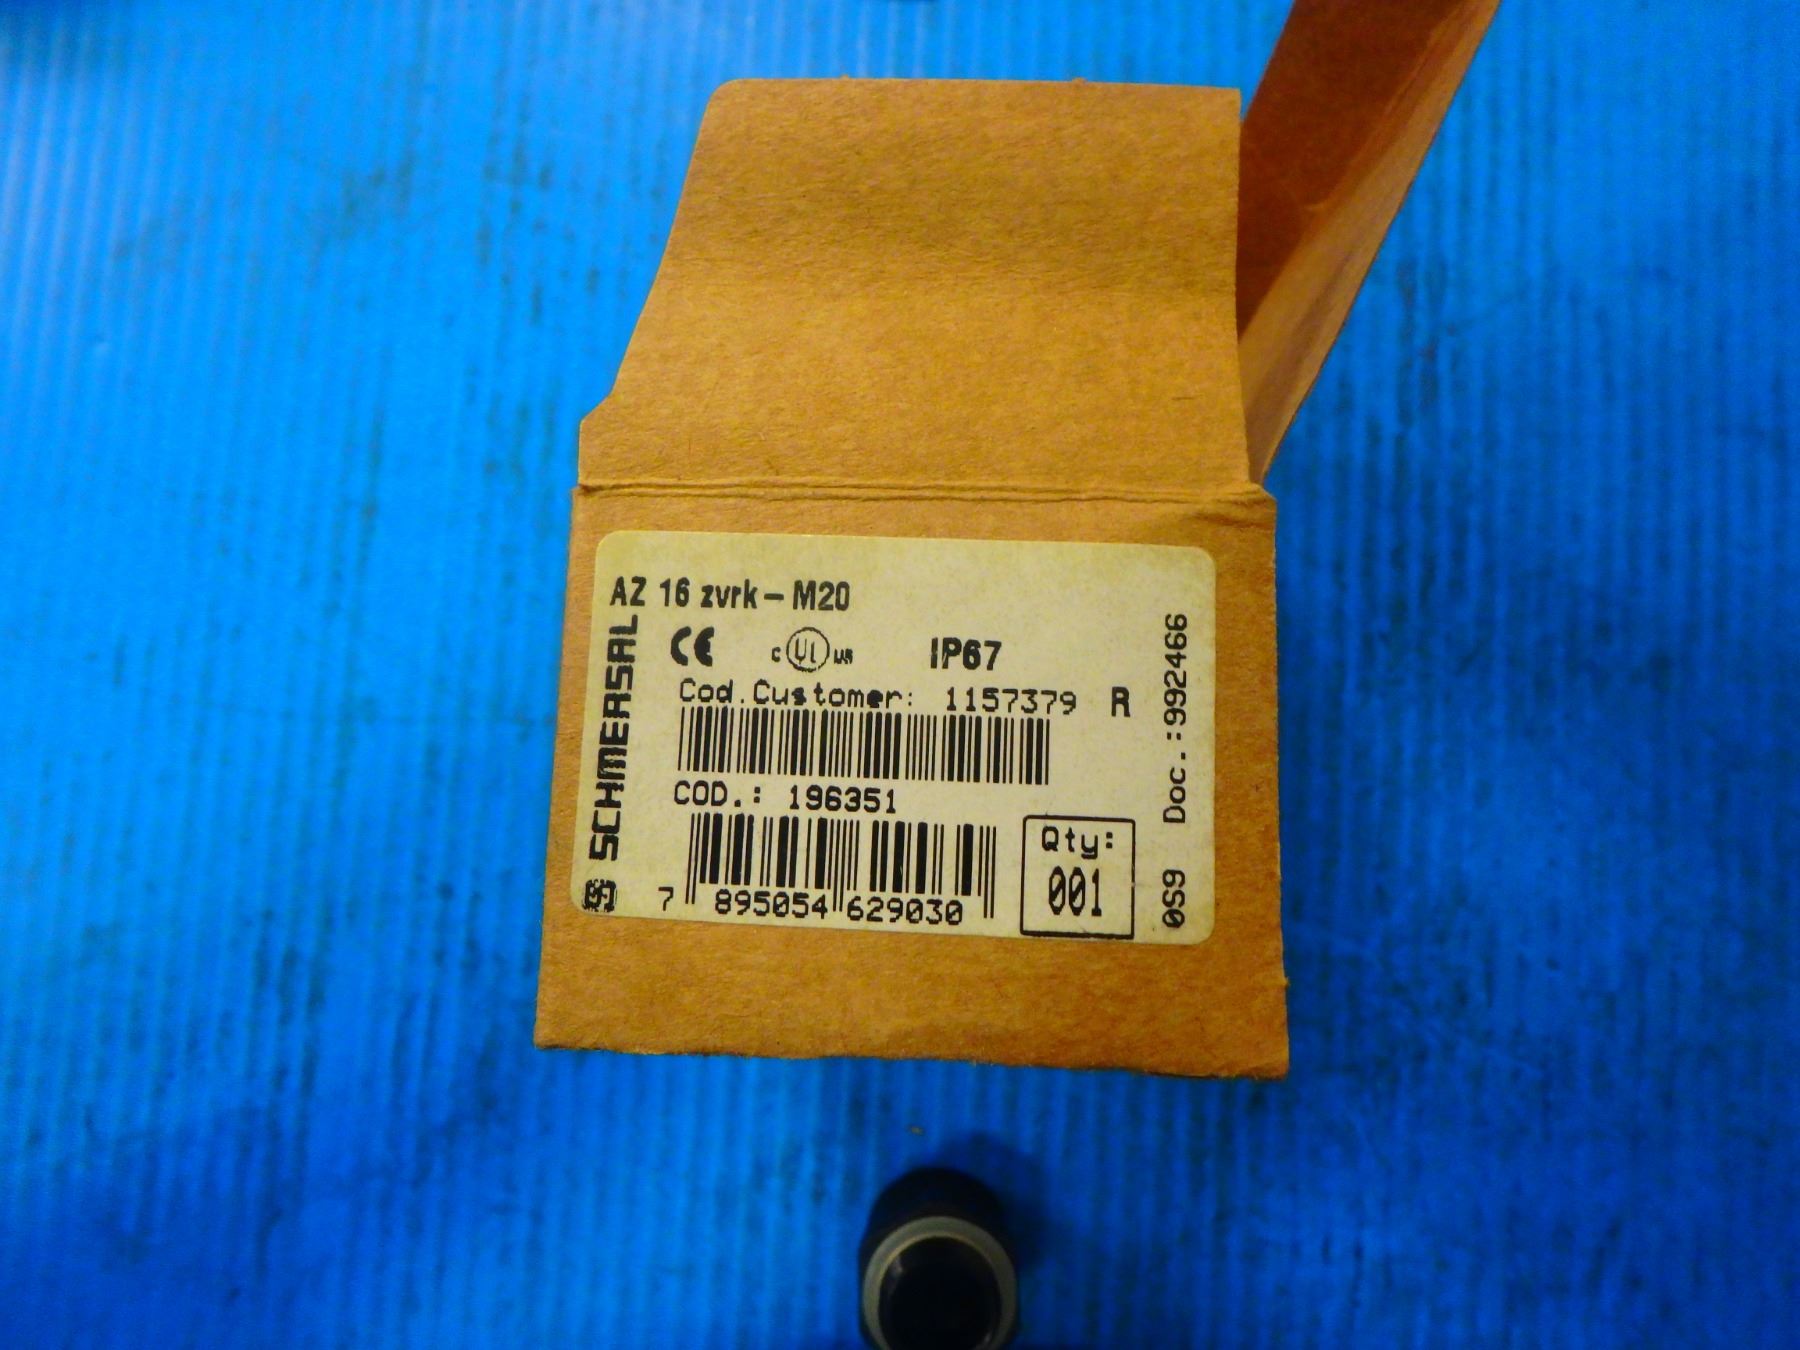 AZ 16 zvrk-M20
SCHMERSAL
CE
c UL us
IP67
Cod.Customer: 1157379 R
COD.: 196351
7 895054 629030
Qty:
001
0S9 Doc.:992466